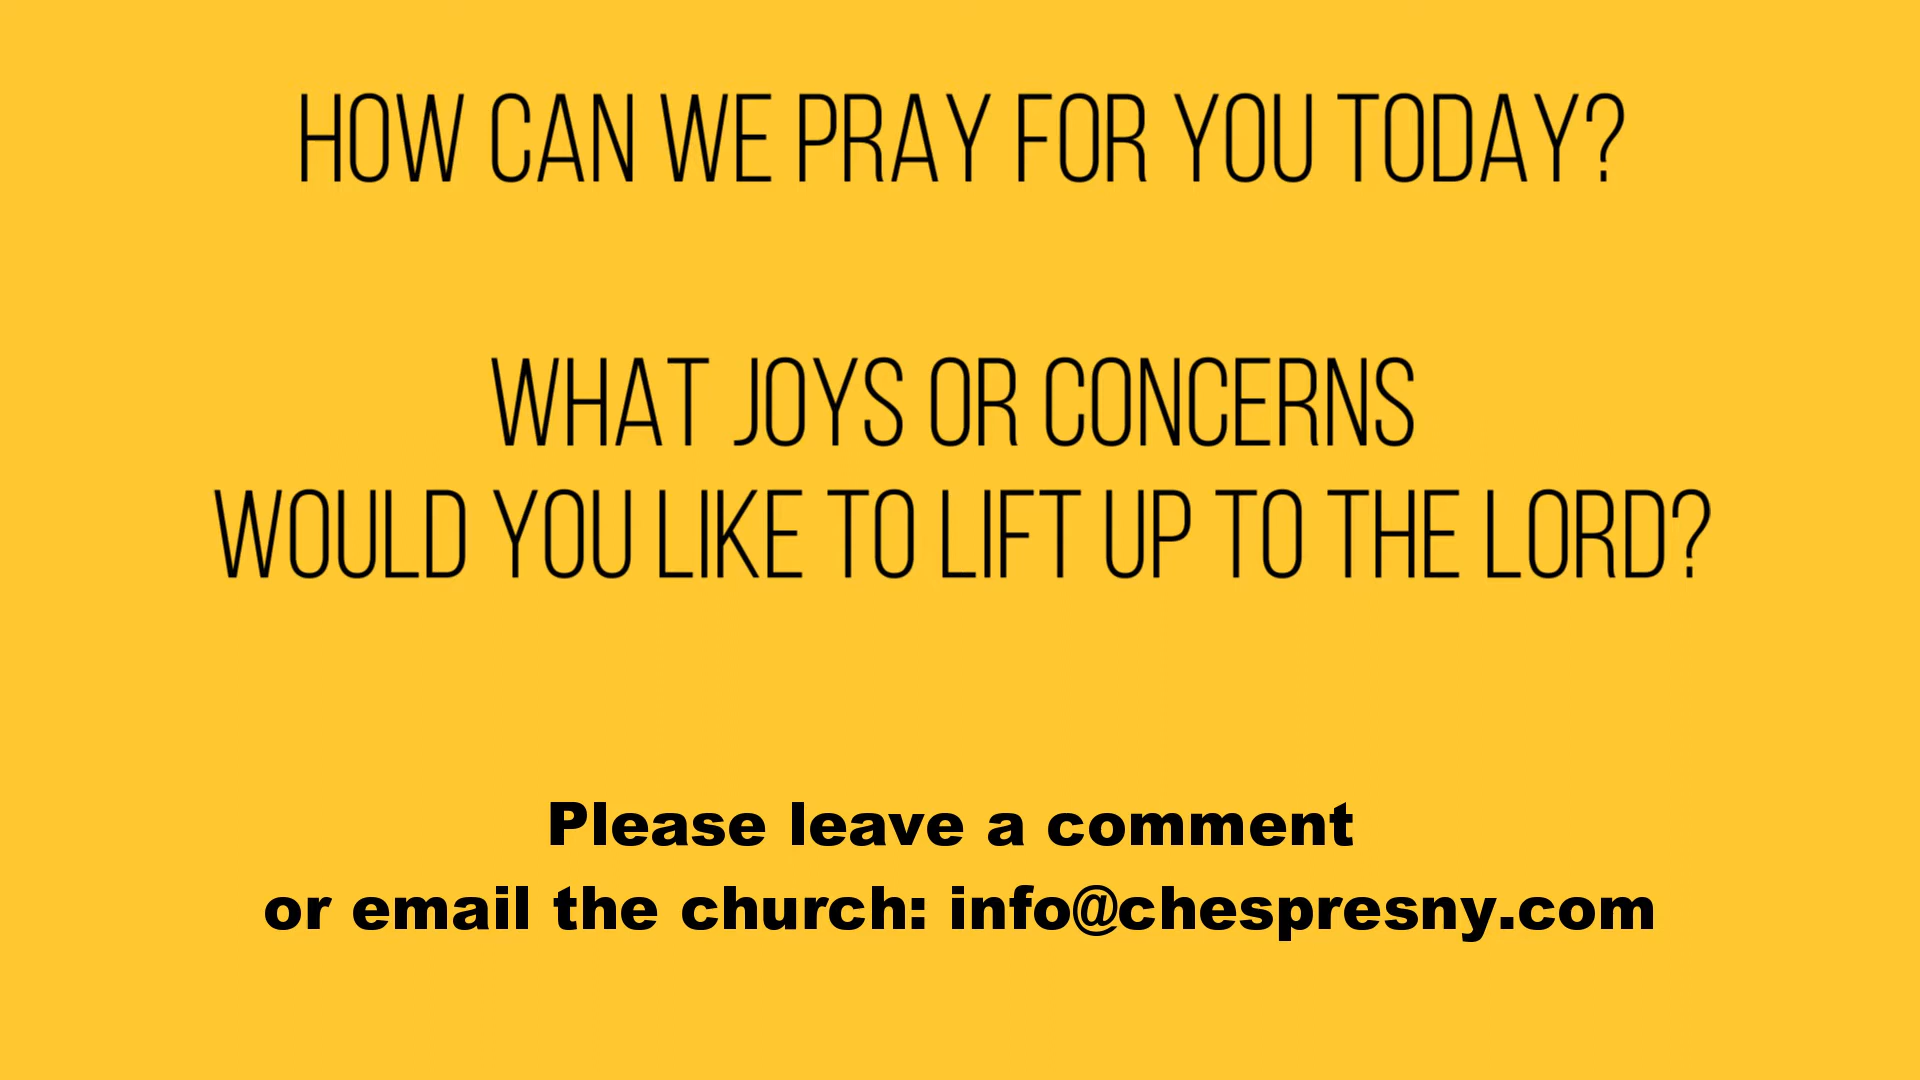 HOW CAN WE PRAY FOR YOU TODAY?
WHAT JOYS OR CONCERNS
WOULD YOU LIKE TO LIFT UP TO THE LORD?
Please leave a comment
or email the church: info@chespresny.com